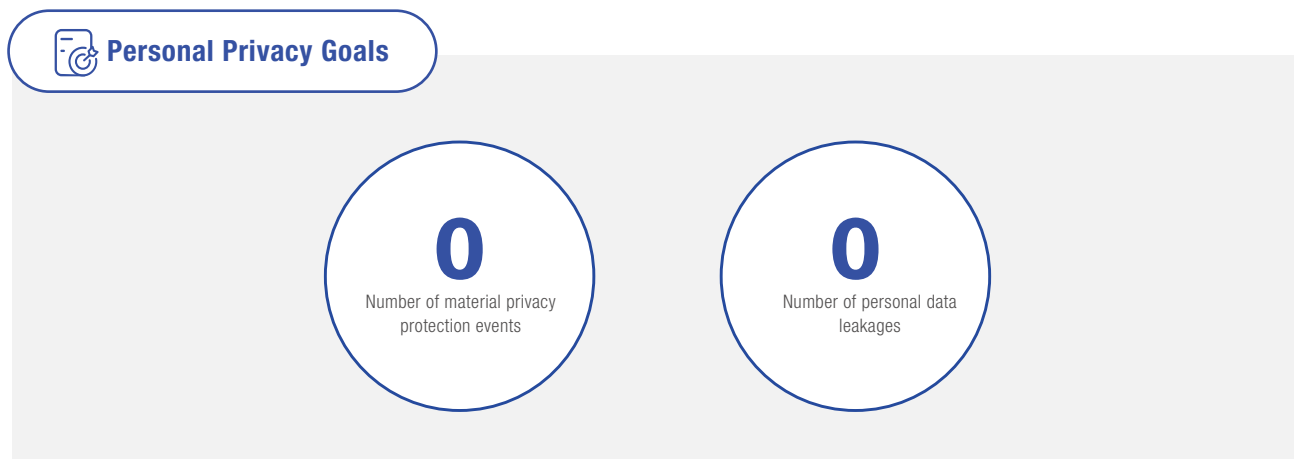 Personal Privacy Goals
0
Number of material privacy
protection events
0
Number of personal data
leakages